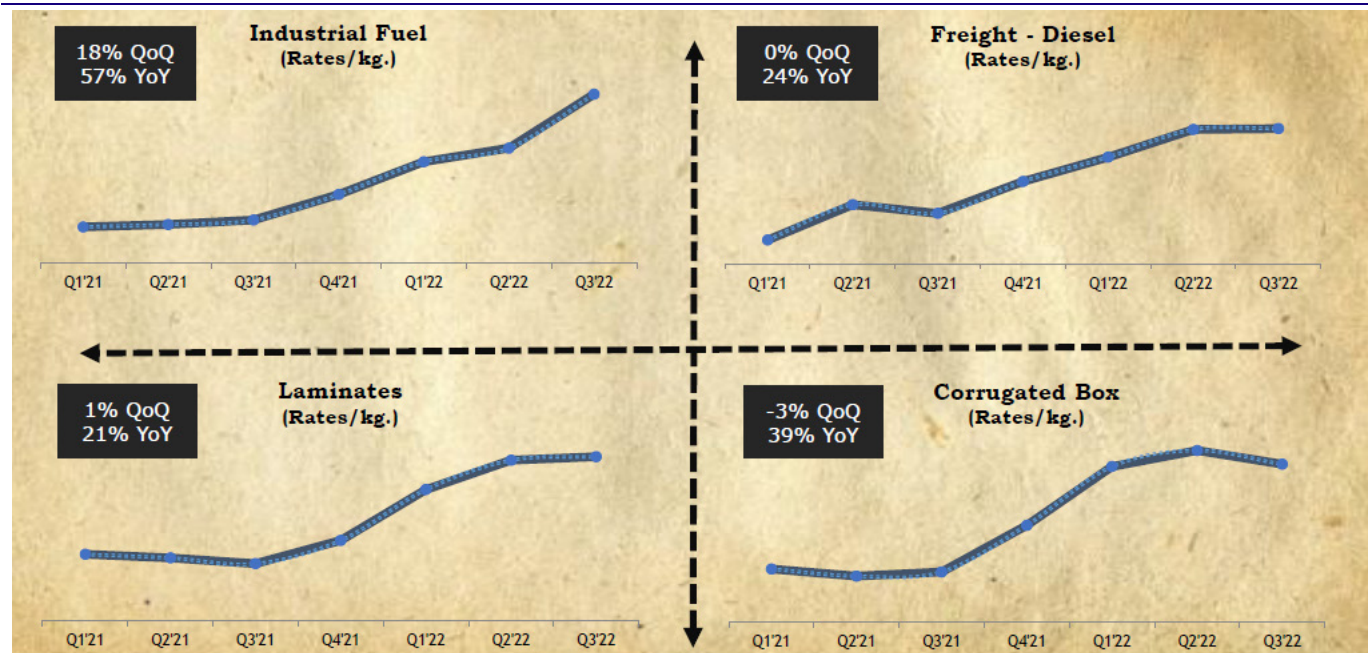 Industrial Fuel
(Rates/kg.)
18% QoQ
57% YoY
Q1'21 Q2'21 Q3'21 Q4'21 Q1'22 Q2'22 Q3'22
Freight - Diesel
(Rates/kg.)
0% QoQ
24% YoY
Q1'21 Q2'21 Q3'21 Q4'21 Q1'22 Q2'22 Q3'22
Laminates
(Rates/kg.)
1% QoQ
21% YoY
Q1'21 Q2'21 Q3'21 Q4'21 Q1'22 Q2'22 Q3'22
Corrugated Box
(Rates/kg.)
-3% QoQ
39% YoY
Q1'21 Q2'21 Q3'21 Q4'21 Q1'22 Q2'22 Q3'22